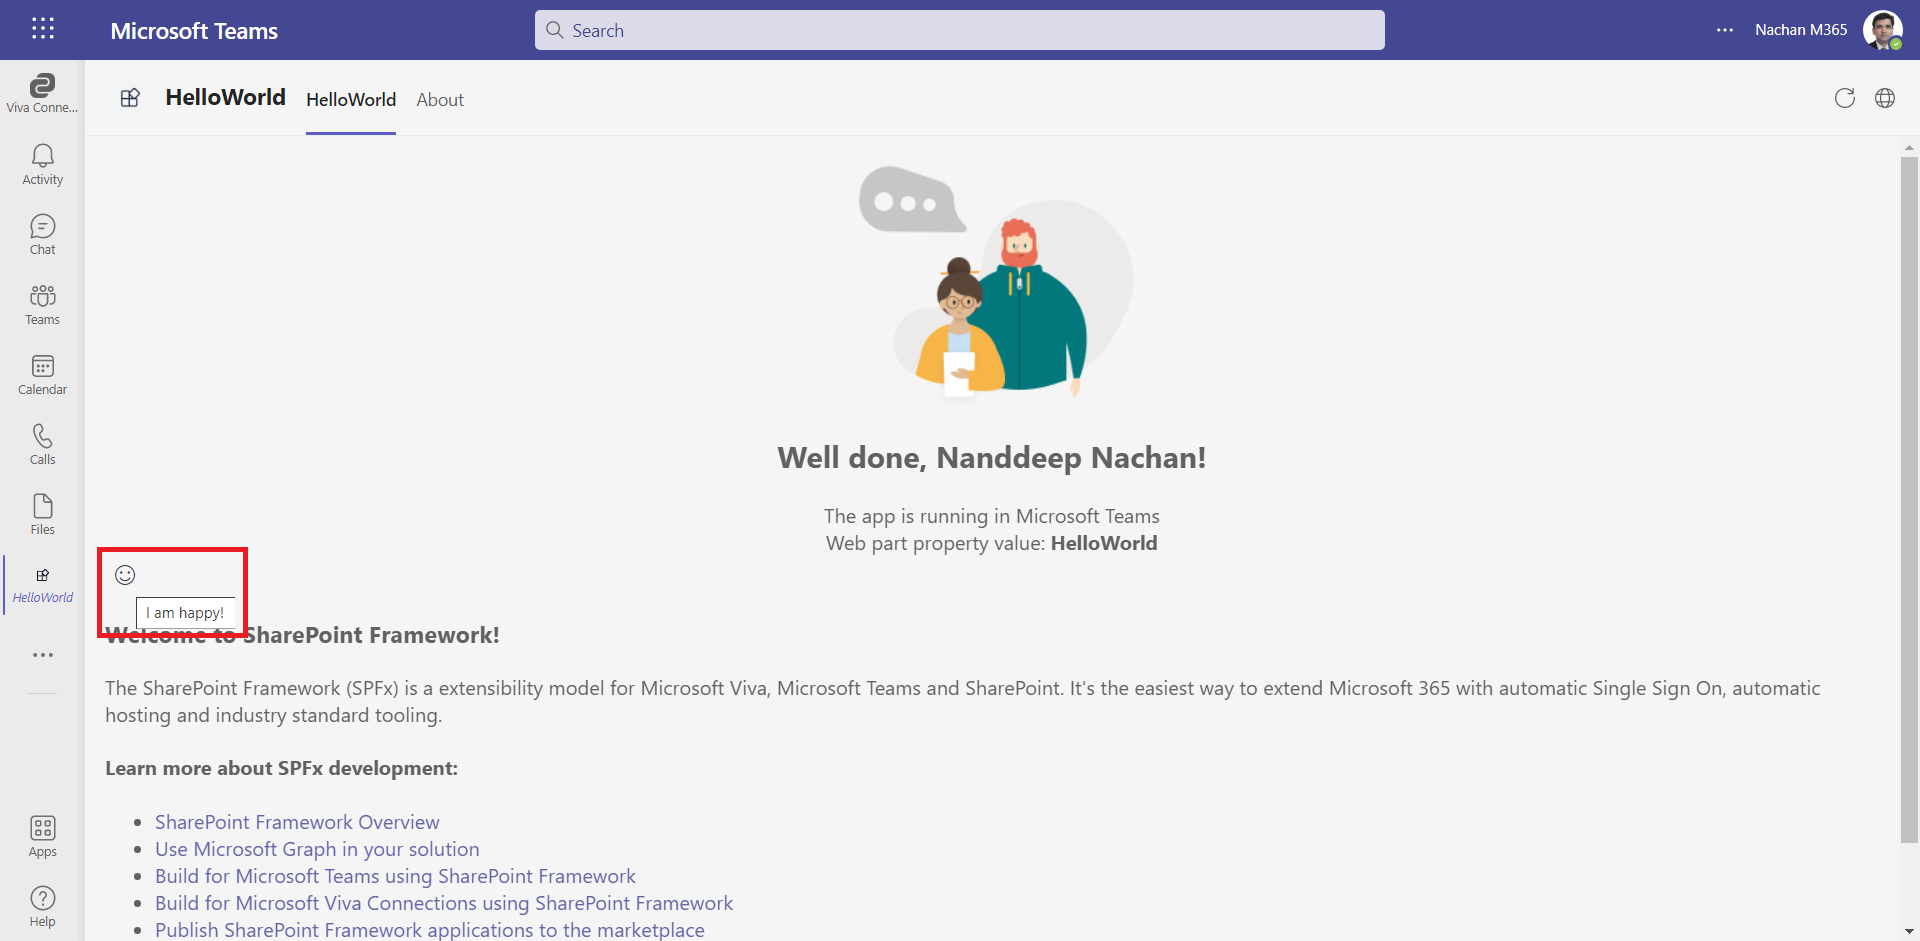 Microsoft Teams
Search
Nachan M365
Viva Conne...
Activity
Chat
Teams
Calendar
Calls
Files
HelloWorld
Apps
Help
HelloWorld HelloWorld About
Well done, Nanddeep Nachan!
The app is running in Microsoft Teams
Web part property value: HelloWorld
I am happy!
Welcome to SharePoint Framework!
The SharePoint Framework (SPFx) is a extensibility model for Microsoft Viva, Microsoft Teams and SharePoint. It's the easiest way to extend Microsoft 365 with automatic Single Sign On, automatic
hosting and industry standard tooling.
Learn more about SPFx development:
SharePoint Framework Overview
Use Microsoft Graph in your solution
Build for Microsoft Teams using SharePoint Framework
Build for Microsoft Viva Connections using SharePoint Framework
Publish SharePoint Framework applications to the marketplace